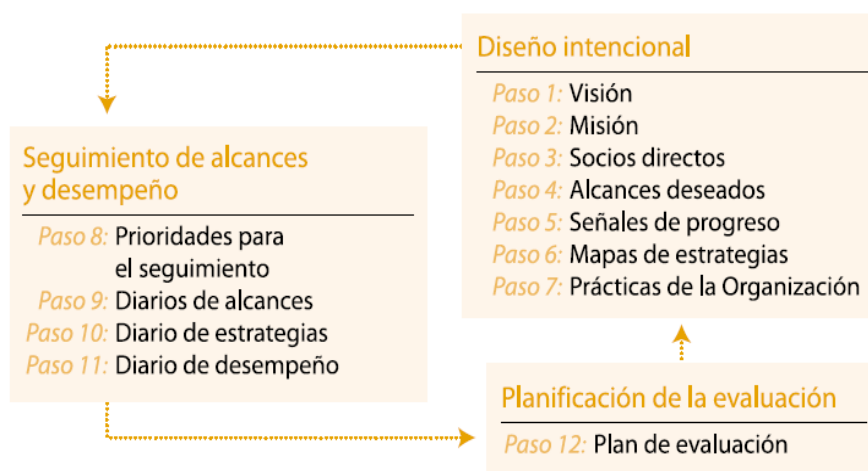 Diseño intencional
Paso 1: Visión
Paso 2: Misión
Paso 3: Socios directos
Paso 4: Alcances deseados
Paso 5: Señales de progreso
Paso 6: Mapas de estrategias
Paso 7: Prácticas de la Organización
Seguimiento de alcances
y desempeño
Paso 8: Prioridades para
el seguimiento
Paso 9: Diarios de alcances
Paso 10: Diario de estrategias
Paso 11: Diario de desempeño
Planificación de la evaluación
Paso 12: Plan de evaluación